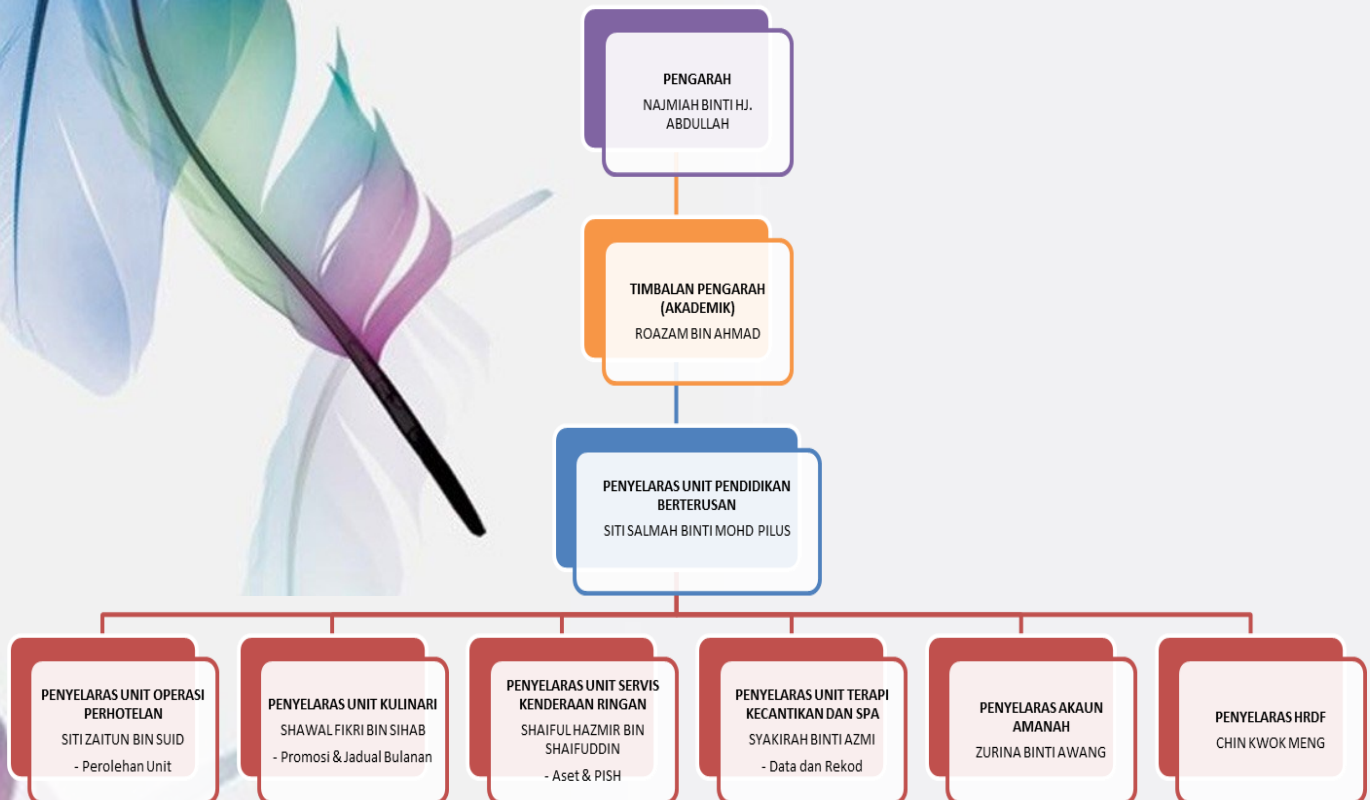 PENGARAH
NAJMIAH BINTI HJ.
ABDULLAH
TIMBALAN PENGARAH
(AKADEMIK)
ROAZAM BIN AHMAD
PENYELARAS UNIT PENDIDIKAN
BERTERUSAN
SITI SALMAH BINTI MOHD PILUS
PENYELARAS UNIT OPERASI
PERHOTELAN
SITI ZAITUN BIN SUID
- Perolehan Unit
PENYELARAS UNIT KULINARI
SHAWAL FIKRI BIN SIHAB
- Promosi & Jadual Bulanan
PENYELARAS UNIT SERVIS
KENDERAAN RINGAN
SHAIFUL HAZMIR BIN
SHAIFUDDIN
- Aset & PISH
PENYELARAS UNIT TERAPI
KECANTIKAN DAN SPA
SYAKIRAH BINTI AZMI
- Data dan Rekod
PENYELARAS AKAUN
AMANAH
ZURINA BINTI AWANG
PENYELARAS HRDF
CHIN KWOK MENG